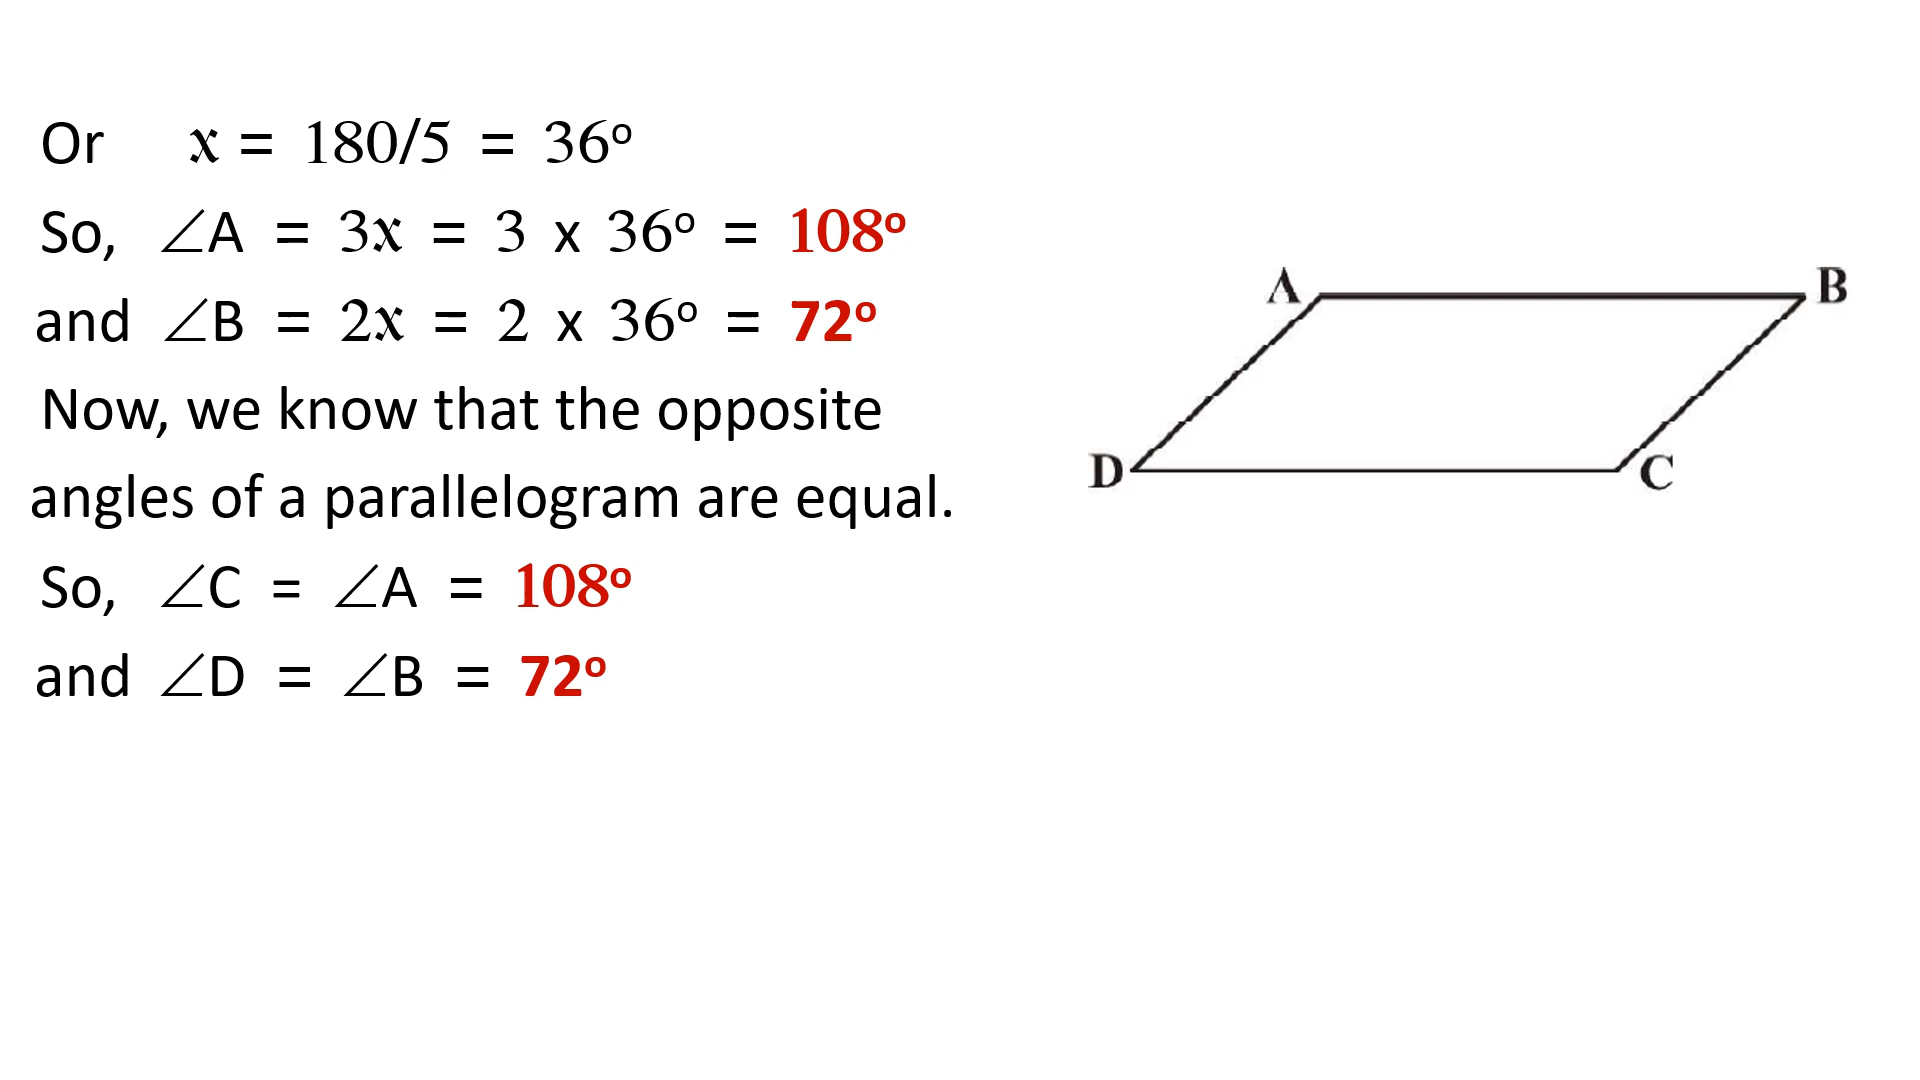 Or x = 180/5 = 36º
So, ∠A = 3x = 3 x 36º = 108º
and ∠B = 2x = 2 x 36º = 72º
Now, we know that the opposite
angles of a parallelogram are equal.
So, ∠C = ∠A = 108º
and ∠D = ∠B = 72º
A B
D C